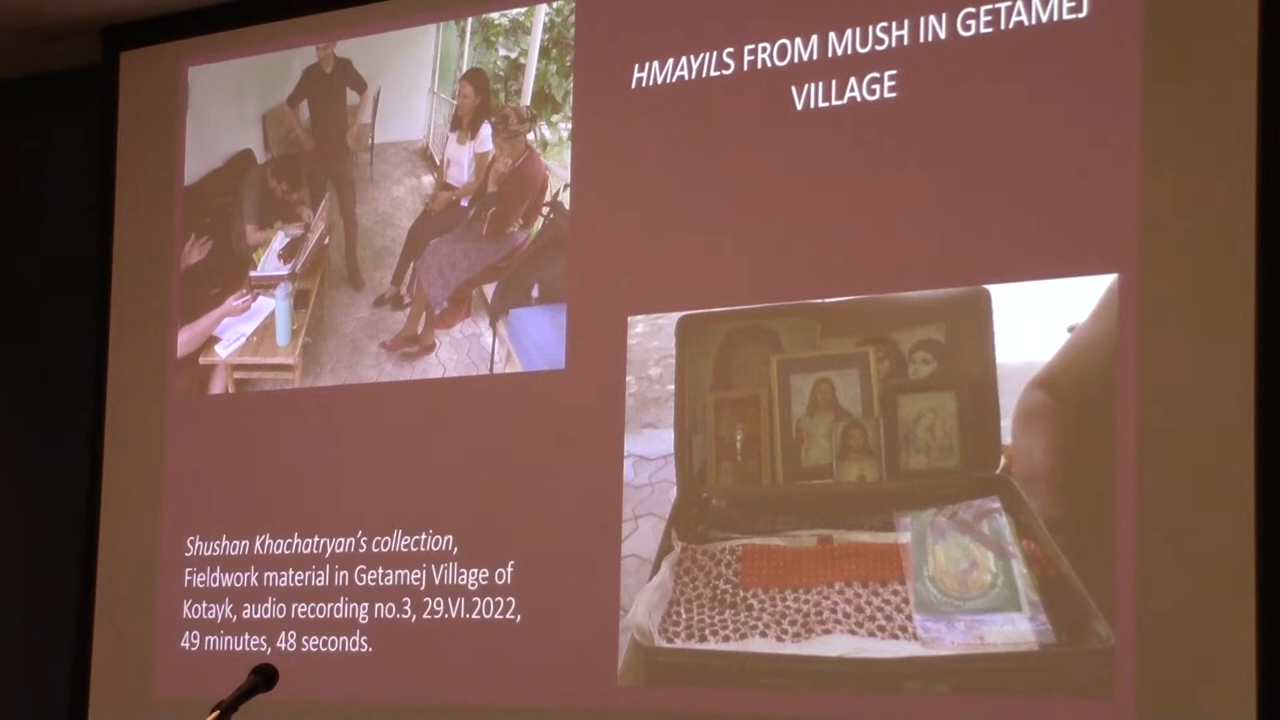 HMAYILS FROM MUSH IN GETAMEJ
VILLAGE
Shushan Khachatryan's collection,
Fieldwork material in Getamej Village of
Kotayk, audio recording no.3, 29.VI.2022,
49 minutes, 48 seconds.